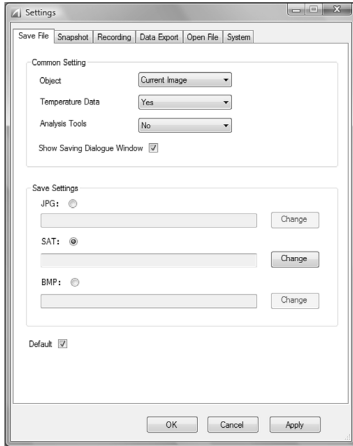 Settings
Save File Snapshot Recording Data Export Open File System
Common Setting
Object Current Image
Temperature Data Yes
Analysis Tools No
Show Saving Dialogue Window
Save Settings
JPG:
Change
SAT:
Change
BMP:
Change
Default
OK Cancel Apply